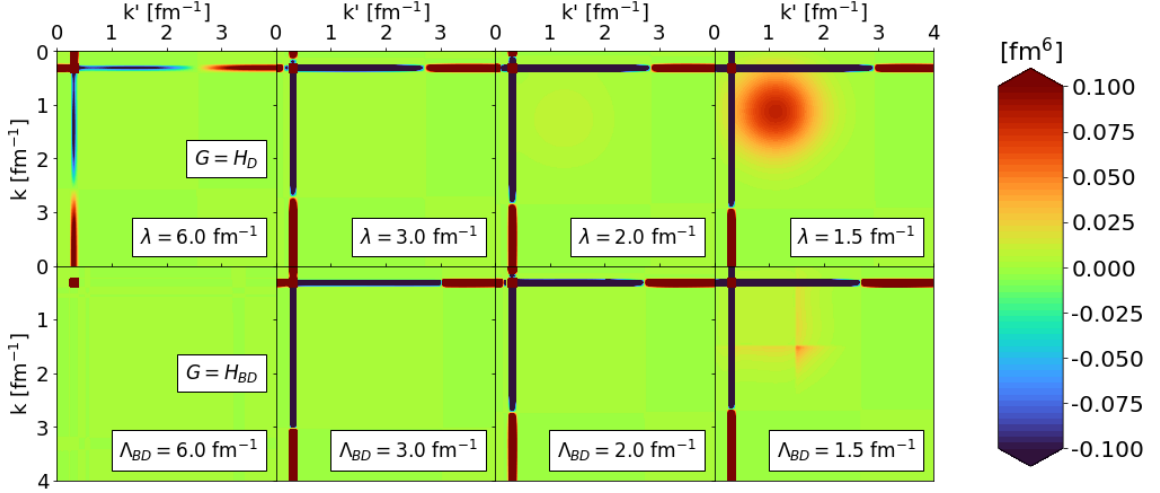 k' [fm⁻¹] k' [fm⁻¹] k' [fm⁻¹] k' [fm⁻¹]
0 1 2 3 0 1 2 3 0 1 2 3 0 1 2 3 4
[fm⁶]
k [fm⁻¹]
0
1
2
3
G = H_D
λ = 6.0 fm⁻¹
λ = 3.0 fm⁻¹
λ = 2.0 fm⁻¹
λ = 1.5 fm⁻¹
k [fm⁻¹]
0
1
2
3
4
G = H_BD
Λ_BD = 6.0 fm⁻¹
Λ_BD = 3.0 fm⁻¹
Λ_BD = 2.0 fm⁻¹
Λ_BD = 1.5 fm⁻¹
0.100
0.075
0.050
0.025
0.000
-0.025
-0.050
-0.075
-0.100